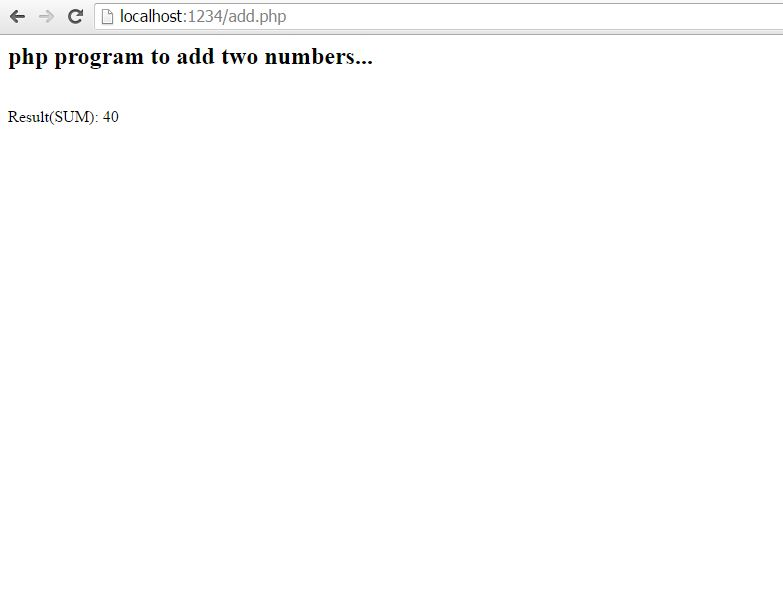 localhost:1234/add.php
php program to add two numbers...
Result(SUM): 40